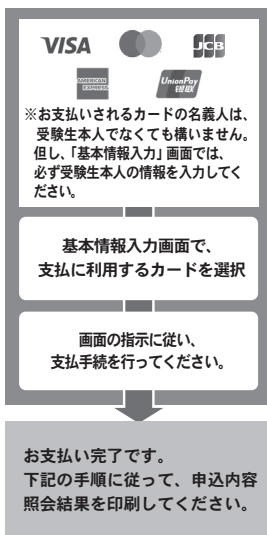 VISA
JCB
AMERICAN
EXPRESS
UnionPay
银联
※お支払いされるカードの名義人は、
受験生本人でなくても構いません。
但し、「基本情報入力」画面では、
必ず受験生本人の情報を入力してく
ださい。
基本情報入力画面で、
支払に利用するカードを選択
画面の指示に従い、
支払手続を行ってください。
お支払い完了です。
下記の手順に従って、申込内容
照会結果を印刷してください。